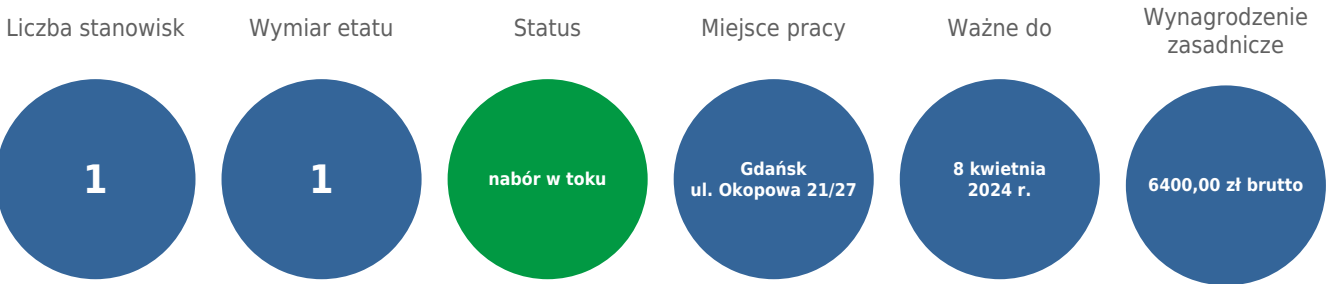 Liczba stanowisk
1
Wymiar etatu
1
Status
nabór w toku
Miejsce pracy
Gdańsk
ul. Okopowa 21/27
Ważne do
8 kwietnia
2024 r.
Wynagrodzenie
zasadnicze
6400,00 zł brutto